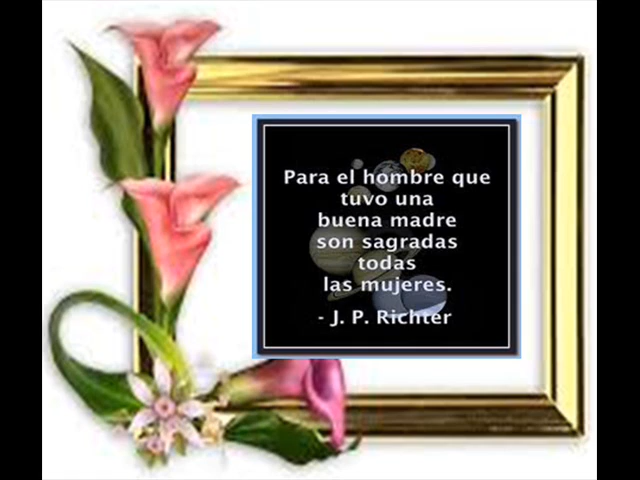 Para el hombre que
tuvo una
buena madre
son sagradas
todas
las mujeres.
- J. P. Richter